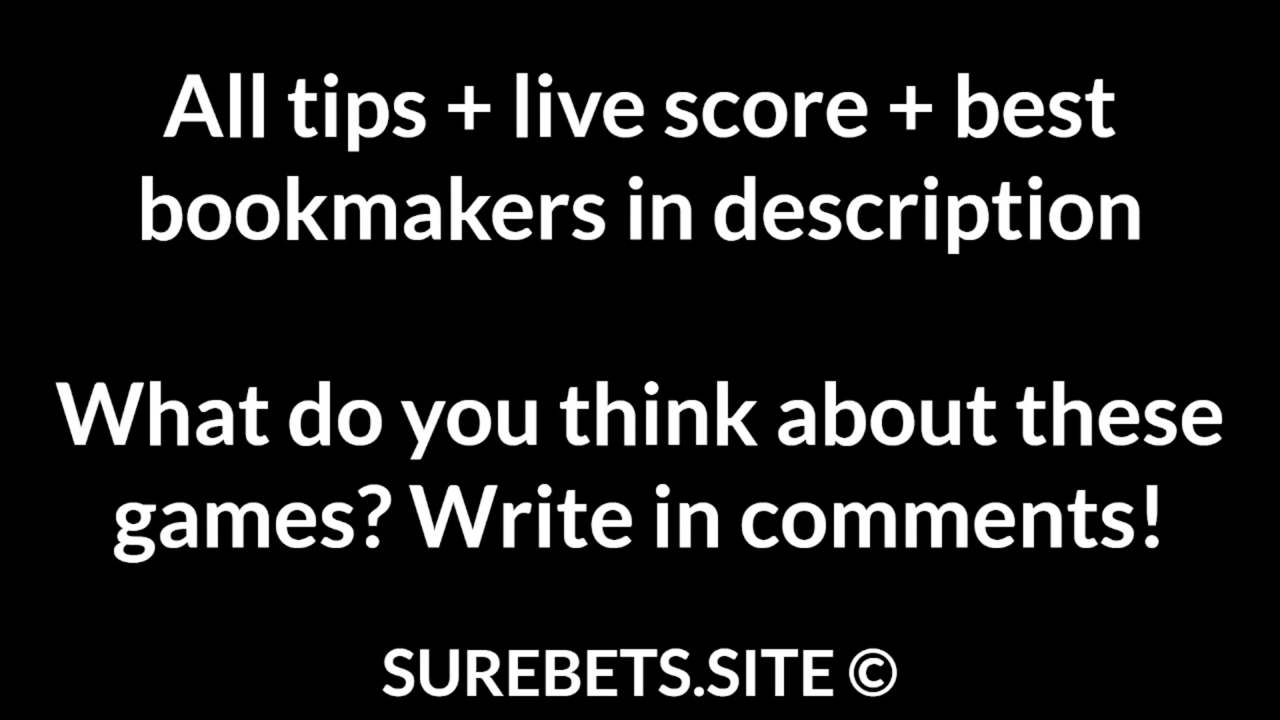 All tips + live score + best
bookmakers in description
What do you think about these
games? Write in comments!
SUREBETS.SITE ©